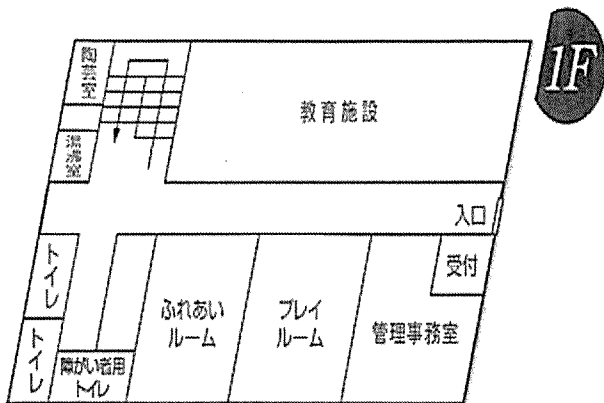 1F
陶芸室
教育施設
湯沸室
入口
受付
トイレ
ふれあい
ルーム
プレイ
ルーム
管理事務室
トイレ
障がい者用
トイレ